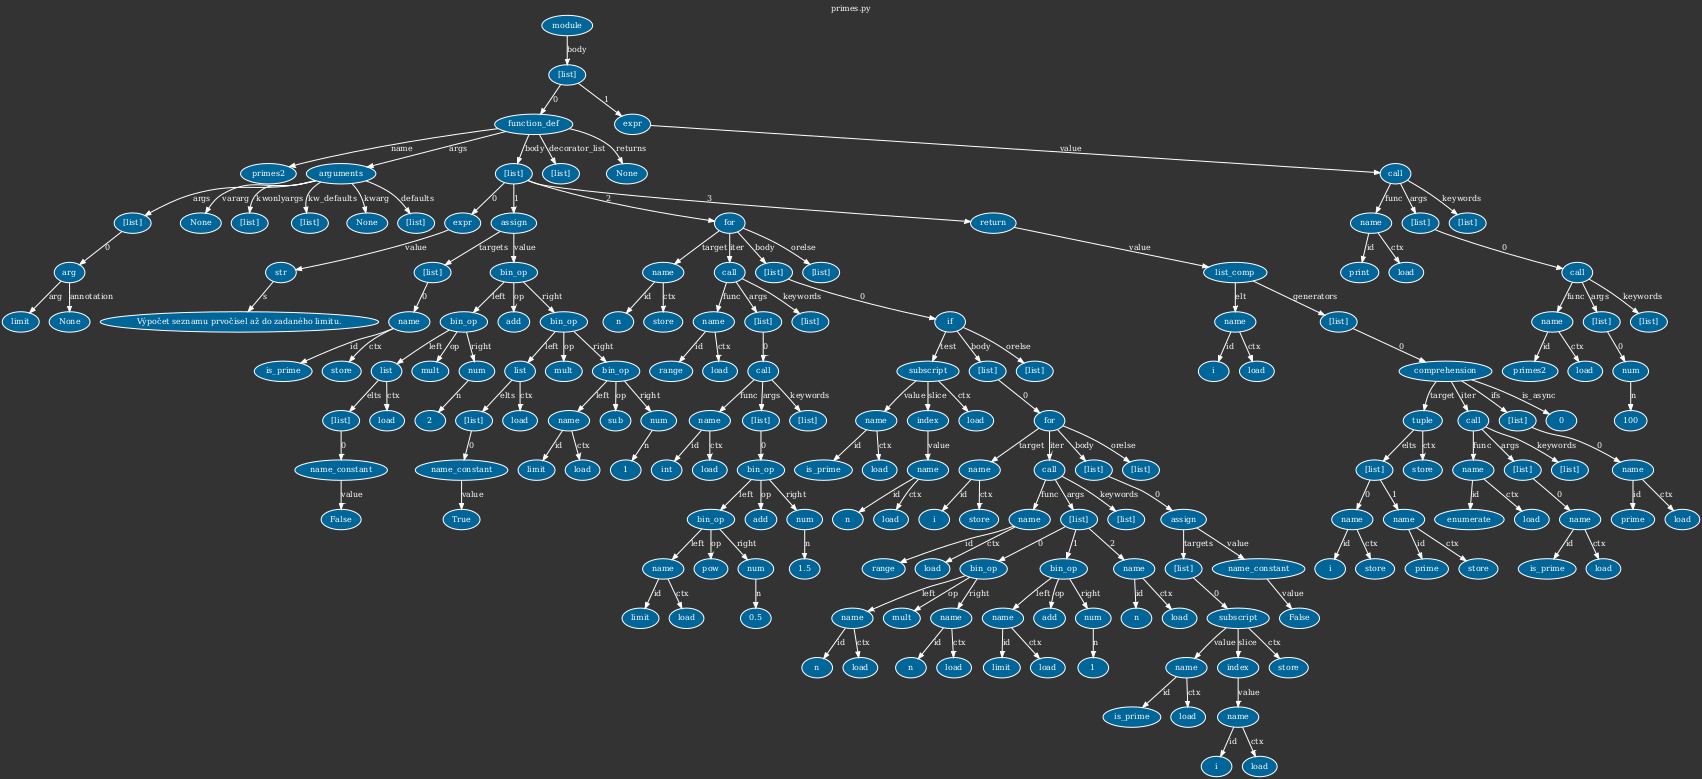 primes.py
module
body
[list]
0 1
function_def expr
name args body decorator_list returns value
primes2 arguments [list] [list] None call
args vararg kwonlyargs kw_defaults kwarg defaults 0 1 2 3 func args keywords
[list] None [list] [list] None [list] expr assign for return name [list] [list]
0 value targets value target iter body orelse value id ctx 0
arg str [list] bin_op name call [list] [list] list_comp print load call
arg annotation s 0 left op right id ctx func args keywords 0 elt generators func args keywords
limit None Výpočet seznamu prvočísel až do zadaného limitu. name bin_op add bin_op n store name [list] [list] if name [list] name [list] [list]
id ctx left op right left op right id ctx 0 test body orelse id ctx 0 id ctx 0
is_prime store list mult num list mult bin_op range load call subscript [list] [list] i load comprehension primes2 load num
elts ctx n elts ctx left op right func args keywords value slice ctx 0 target iter ifs is_async n
[list] load 2 [list] load name sub num name [list] [list] name index load for tuple call [list] 0 100
0 0 id ctx n id ctx 0 id ctx value target iter body orelse elts ctx func args keywords 0
name_constant name_constant limit load 1 int load bin_op is_prime load name name call [list] [list] [list] store name [list] [list] name
value value left op right id ctx id ctx func args keywords 0 0 1 id ctx 0 id ctx
False True bin_op add num n load i store name [list] [list] assign name name enumerate load name prime load
left op right n id ctx 0 1 2 targets value id ctx id ctx id ctx
name pow num 1.5 range load bin_op bin_op name [list] name_constant i store prime store is_prime load
id ctx n left op right left op right id ctx 0 value
limit load 0.5 name mult name name add num n load subscript False
id ctx id ctx id ctx n value slice ctx
n load n load limit load 1 name index store
id ctx value
is_prime load name
id ctx
i load